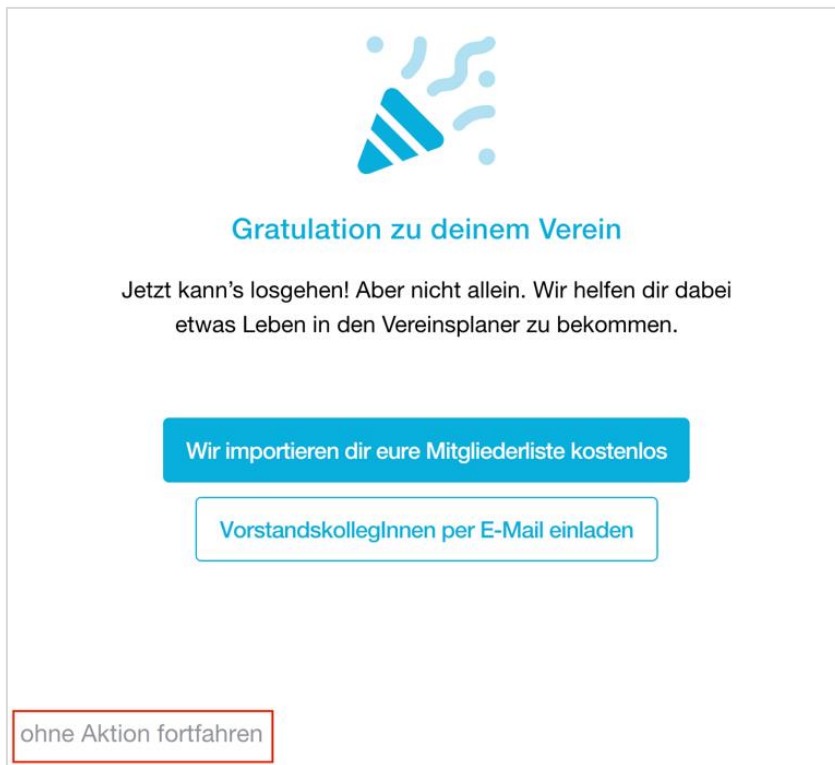 Gratulation zu deinem Verein
Jetzt kann’s losgehen! Aber nicht allein. Wir helfen dir dabei
etwas Leben in den Vereinsplaner zu bekommen.
Wir importieren dir eure Mitgliederliste kostenlos
VorstandskollegInnen per E-Mail einladen
ohne Aktion fortfahren